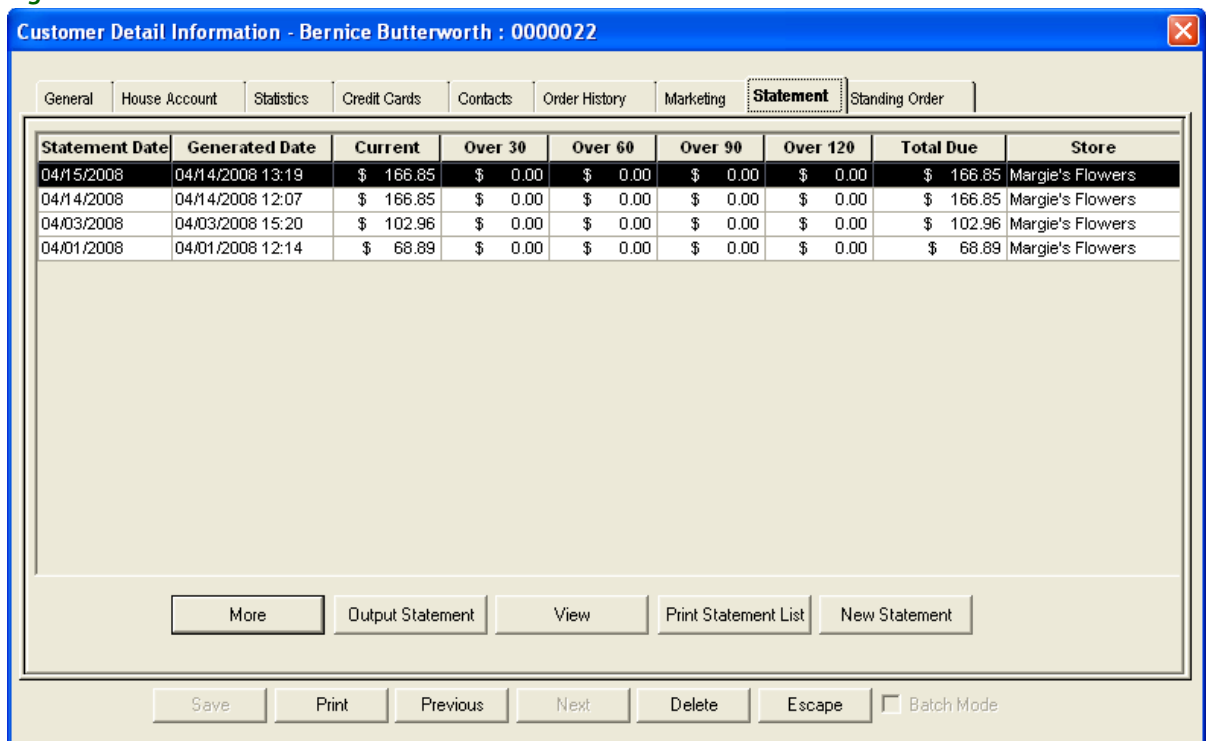 Customer Detail Information - Bernice Butterworth : 0000022
General House Account Statistics Credit Cards Contacts Order History Marketing Statement Standing Order
Statement Date Generated Date Current Over 30 Over 60 Over 90 Over 120 Total Due Store
04/15/2008 04/14/2008 13:19 $ 166.85 $ 0.00 $ 0.00 $ 0.00 $ 0.00 $ 166.85 Margie's Flowers
04/14/2008 04/14/2008 12:07 $ 166.85 $ 0.00 $ 0.00 $ 0.00 $ 0.00 $ 166.85 Margie's Flowers
04/03/2008 04/03/2008 15:20 $ 102.96 $ 0.00 $ 0.00 $ 0.00 $ 0.00 $ 102.96 Margie's Flowers
04/01/2008 04/01/2008 12:14 $ 68.89 $ 0.00 $ 0.00 $ 0.00 $ 0.00 $ 68.89 Margie's Flowers
More Output Statement View Print Statement List New Statement
Save Print Previous Next Delete Escape Batch Mode